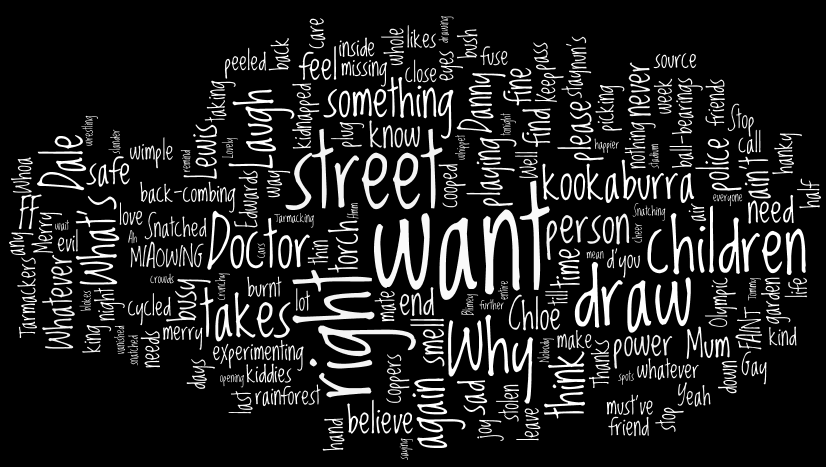 want
street
right
children
draw
Why
takes
Doctor
kookaburra
something
person
What's
Dale
Laugh
think
again
believe
need
feel
know
safe
Lewis
Danny
playing
find
fine
please
never
nothing
police
ain't
time
torch
end
smell
Chloe
power
Mum
Whatever
FF
busy
sad
Edwards
way
taking
peeled
back
care
inside
missing
whole
likes
close
eyes
drawing
bush
fuse
pass
Keep
staynun's
picking
source
week
ball-bearings
friends
Stop
call
hanky
half
everyone
air
Snatching
cheer
mean
d'you
till
entire
further
Blimey
mate
lot
thin
Hmm
Tarmacking
cars
crunchy
burnt
experimenting
kiddies
opening
rainforest
last
days
merry
needs
cycled
snatched
vanished
night
king
bikes
crowds
MIAOWING
Ah
Snatched
love
back-combing
wimple
slander
wrestling
remind
Lovely
kidnapped
plug
cooped
whippet
tonight
Well
happier
slalom
Whoa
any
Merry
wait
evil
Tarmackers
coppers
hand
saying
joy
stolen
leave
Nobody
make
Thanks
spots
whatever
must've
friend
stop
Yeah
down
Gay
FAINT
Olympic
Timmy
garden
kind
life